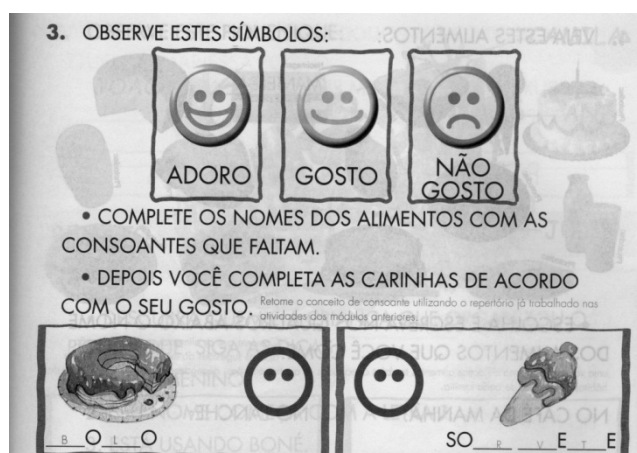 3. OBSERVE ESTES SÍMBOLOS:
ADORO GOSTO NÃO GOSTO
• COMPLETE OS NOMES DOS ALIMENTOS COM AS
CONSOANTES QUE FALTAM.
• DEPOIS VOCÊ COMPLETA AS CARINHAS DE ACORDO
COM O SEU GOSTO. Retome o conceito de consoante utilizando o repertório já trabalhado nos
atividades dos módulos anteriores.
B O L O
SO R V E T E